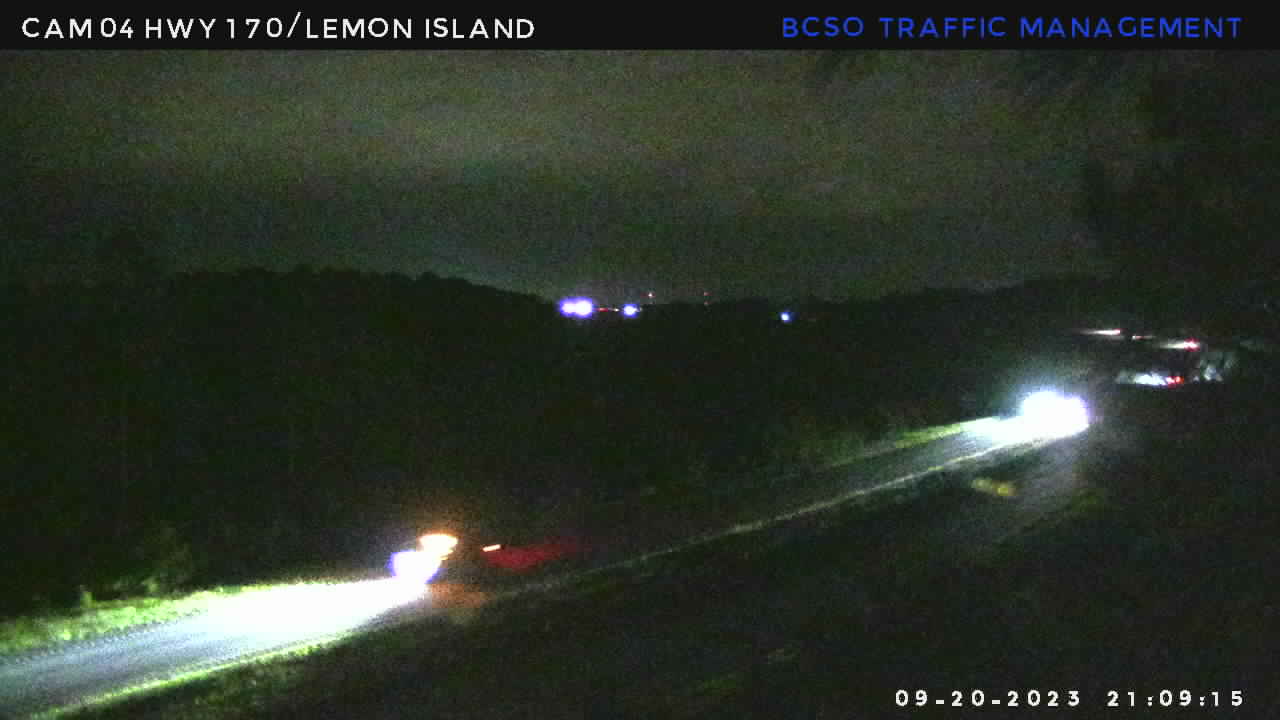 CAM04 HWY 170/LEMON ISLAND
BCSO TRAFFIC MANAGEMENT
09-20-2023 21:09:15